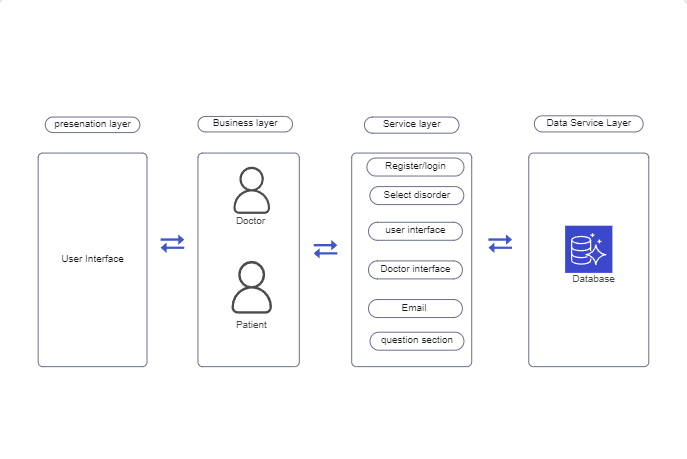 presenation layer
Business layer
Service layer
Data Service Layer
User Interface
Doctor
Patient
Register/login
Select disorder
user interface
Doctor interface
Email
question section
Database